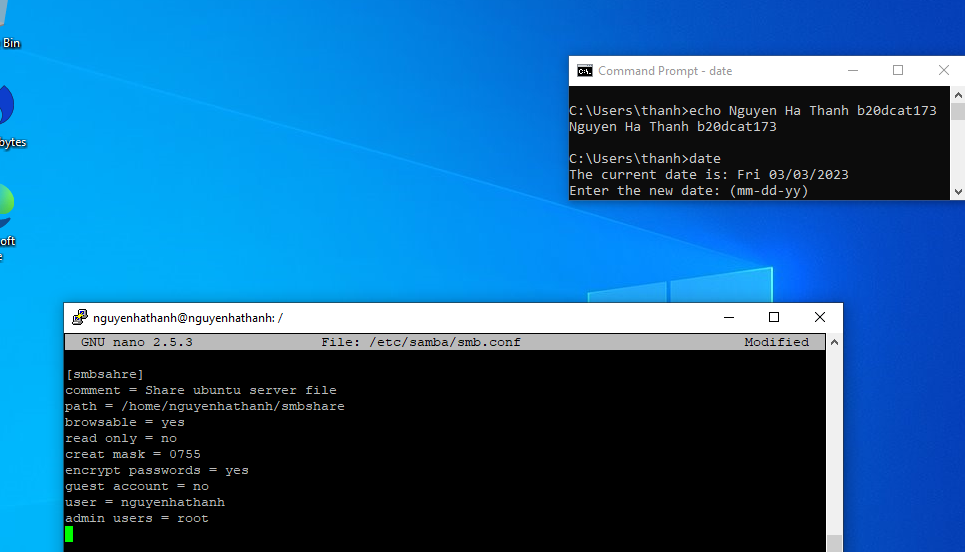 Bin
bytes
oft
e
Command Prompt - date
C:\Users\thanh>echo Nguyen Ha Thanh b20dcat173
Nguyen Ha Thanh b20dcat173
C:\Users\thanh>date
The current date is: Fri 03/03/2023
Enter the new date: (mm-dd-yy)
nguyenhathanh@nguyenhathanh: /
GNU nano 2.5.3 File: /etc/samba/smb.conf Modified
[smbsahre]
comment = Share ubuntu server file
path = /home/nguyenhathanh/smbshare
browsable = yes
read only = no
creat mask = 0755
encrypt passwords = yes
guest account = no
user = nguyenhathanh
admin users = root